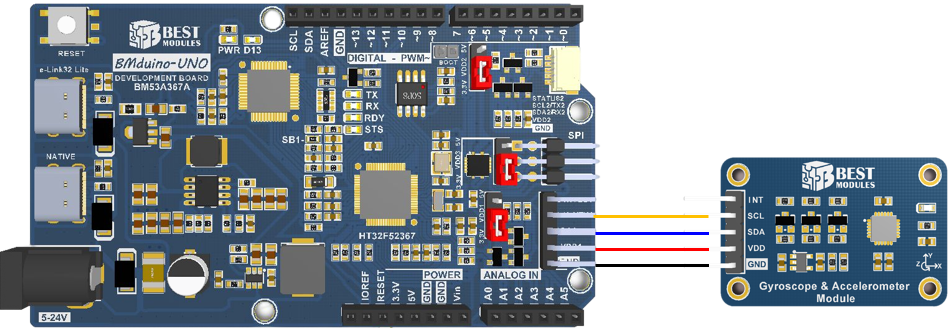 RESET
BEST
MODULES
PWR D13
BMduino-UNO
DEVELOPMENT BOARD
BM53A367A
e-Link32 Lite
NATIVE
5-24V
SCL
SDA
AREF
GND
~13
~12
~11
~10
~9
~8
7
~6
~5
~4
~3
~2
~1
~0
DIGITAL - PWM~
BOOT
3.3V VDD2 5V
TX
RX
RDY
STS
SB1
STATUS2
SCL2/TX2
SDA2/RX2
VDD2
GND
SPI
3.3V VDD3 5V
3.3V VDD1 5V
HT32F52367
POWER
ANALOG IN
IOREF
RESET
3.3V
5V
GND
GND
Vin
A0
A1
A2
A3
A4
A5
BEST
MODULES
INT
SCL
SDA
VDD
GND
Y
Z
X
Gyroscope & Accelerometer
Module